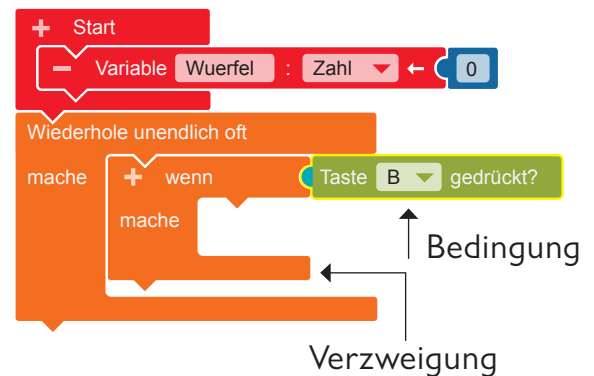 + Start
− Variable Wuerfel : Zahl ← 0
Wiederhole unendlich oft
mache + wenn Taste B gedrückt?
mache
Bedingung
Verzweigung